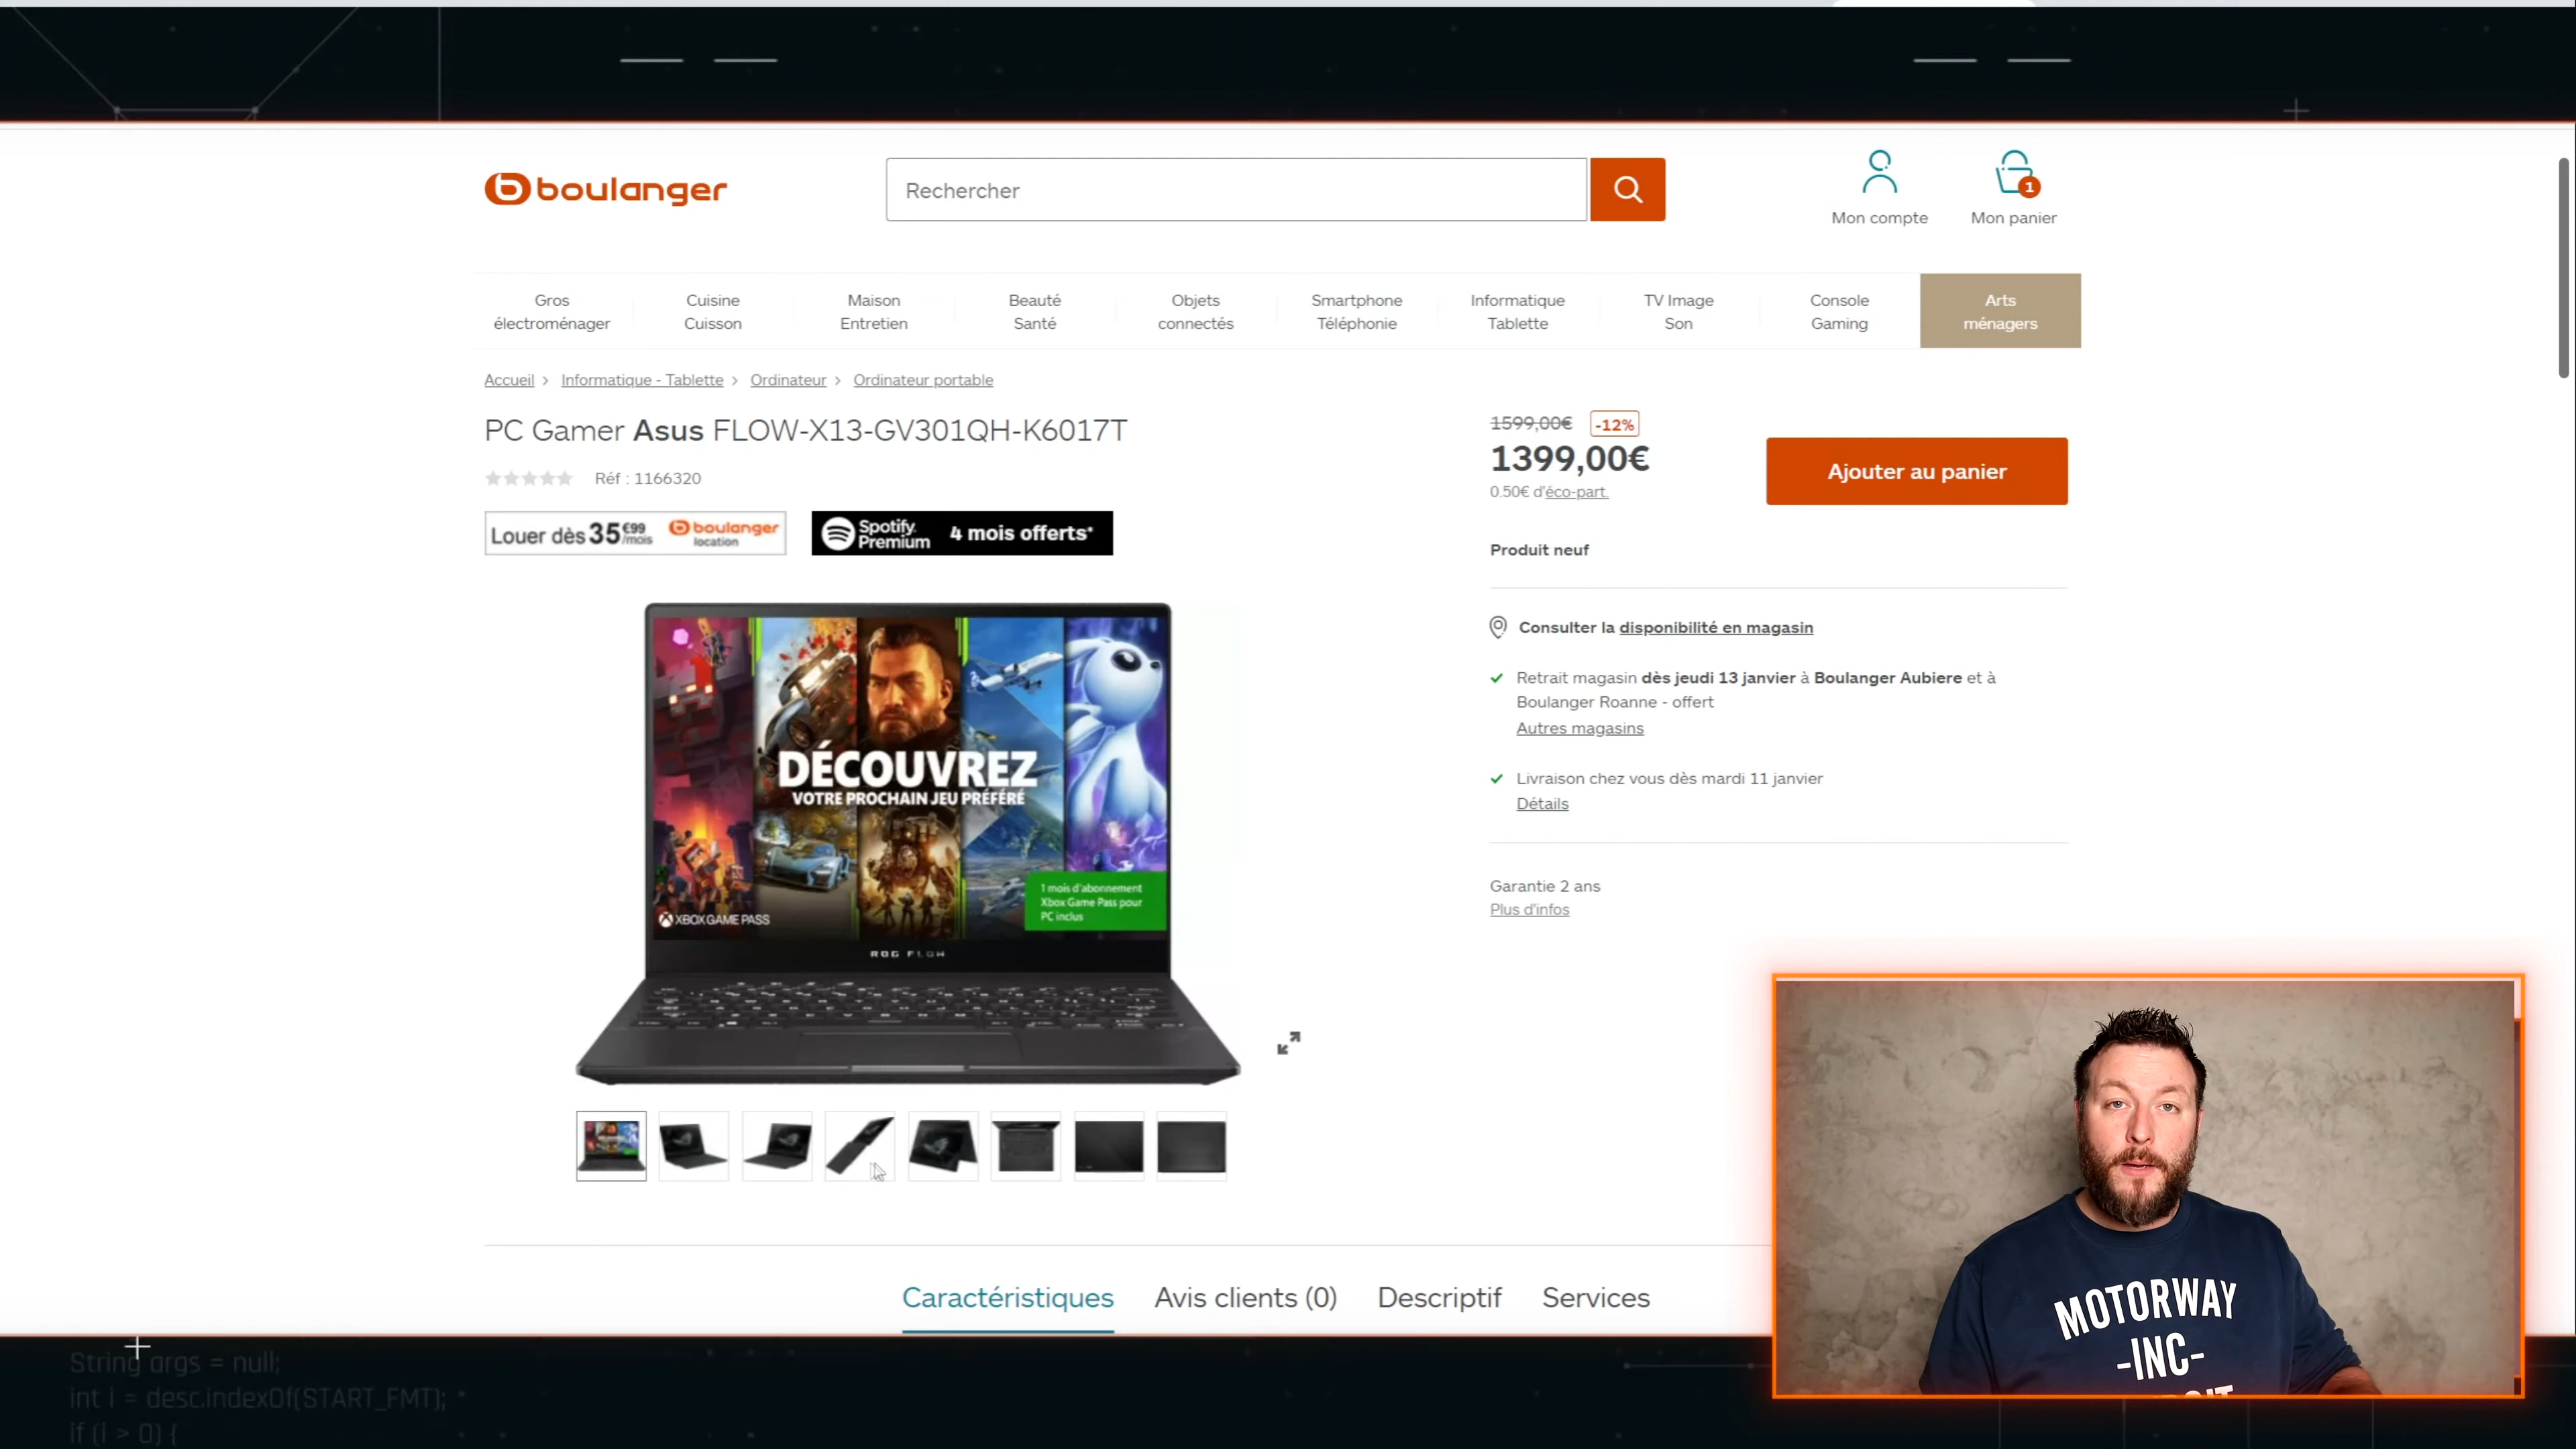 boulanger
Rechercher
1
Mon compte
Mon panier
Gros
électroménager
Cuisine
Cuisson
Maison
Entretien
Beauté
Santé
Objets
connectés
Smartphone
Téléphonie
Informatique
Tablette
TV Image
Son
Console
Gaming
Arts
ménagers
Accueil > Informatique - Tablette > Ordinateur > Ordinateur portable
PC Gamer Asus FLOW-X13-GV301QH-K6017T
Réf : 1166320
Louer dès 35 €99 /mois
boulanger
location
Spotify Premium
4 mois offerts*
1599,00€ -12%
1399,00€
0.50€ d'éco-part.
Ajouter au panier
Produit neuf
Consulter la disponibilité en magasin
Retrait magasin dès jeudi 13 janvier à Boulanger Aubiere et à
Boulanger Roanne - offert
Autres magasins
Livraison chez vous dès mardi 11 janvier
Détails
Garantie 2 ans
Plus d'infos
DÉCOUVREZ
VOTRE PROCHAIN JEU PRÉFÉRÉ
1 mois d'abonnement
Xbox Game Pass pour
PC inclus
XBOX GAME PASS
ROG FLOW
Caractéristiques
Avis clients (0)
Descriptif
Services
MOTORWAY
-INC-
String args = null;
int i = desc.indexOf(START_FMT);
if (i > 0) {